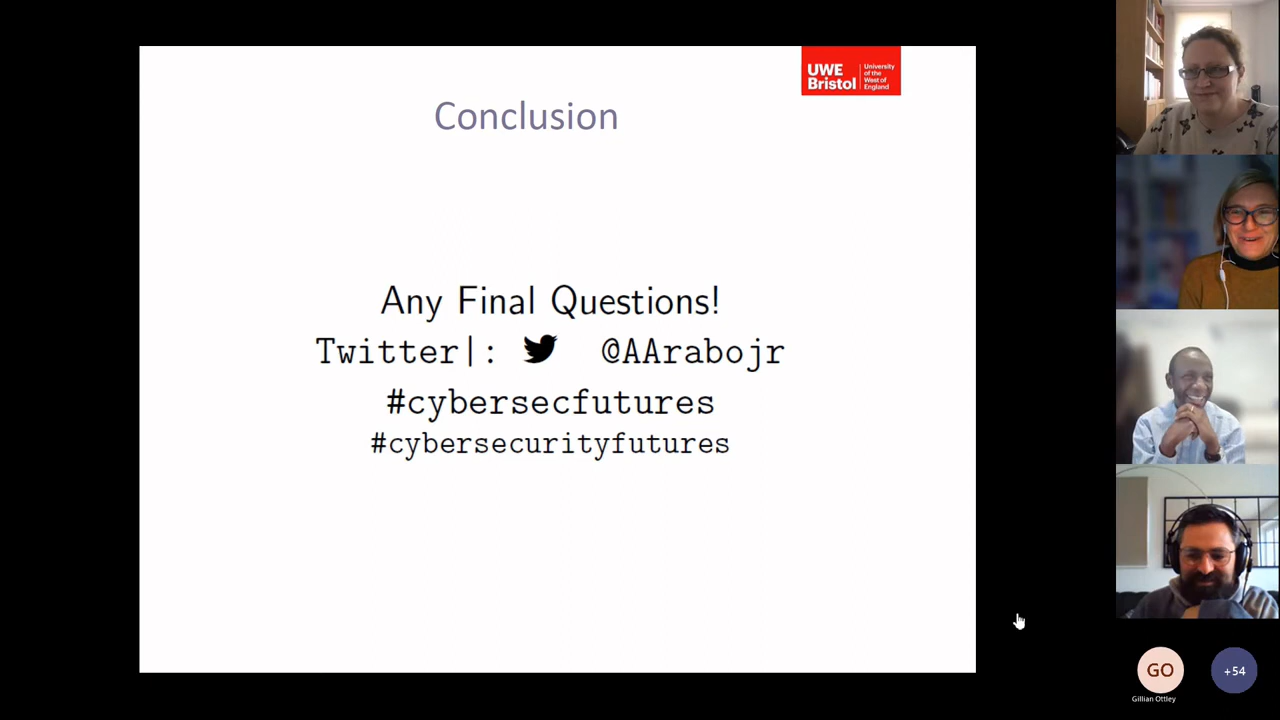 UWE
Bristol
University
of the
West of
England
Conclusion
Any Final Questions!
Twitter|: @AArabojr
#cybersecfutures
#cybersecurityfutures
GO
+54
Gillian Ottley